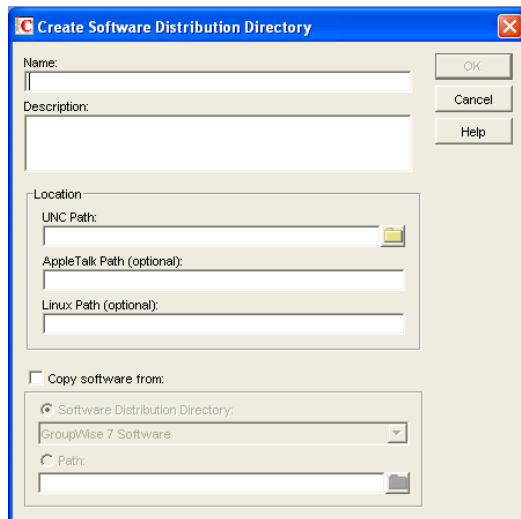 Create Software Distribution Directory
Name:
OK
Cancel
Description:
Help
Location
UNC Path:
AppleTalk Path (optional):
Linux Path (optional):
Copy software from:
Software Distribution Directory:
GroupWise 7 Software
Path: